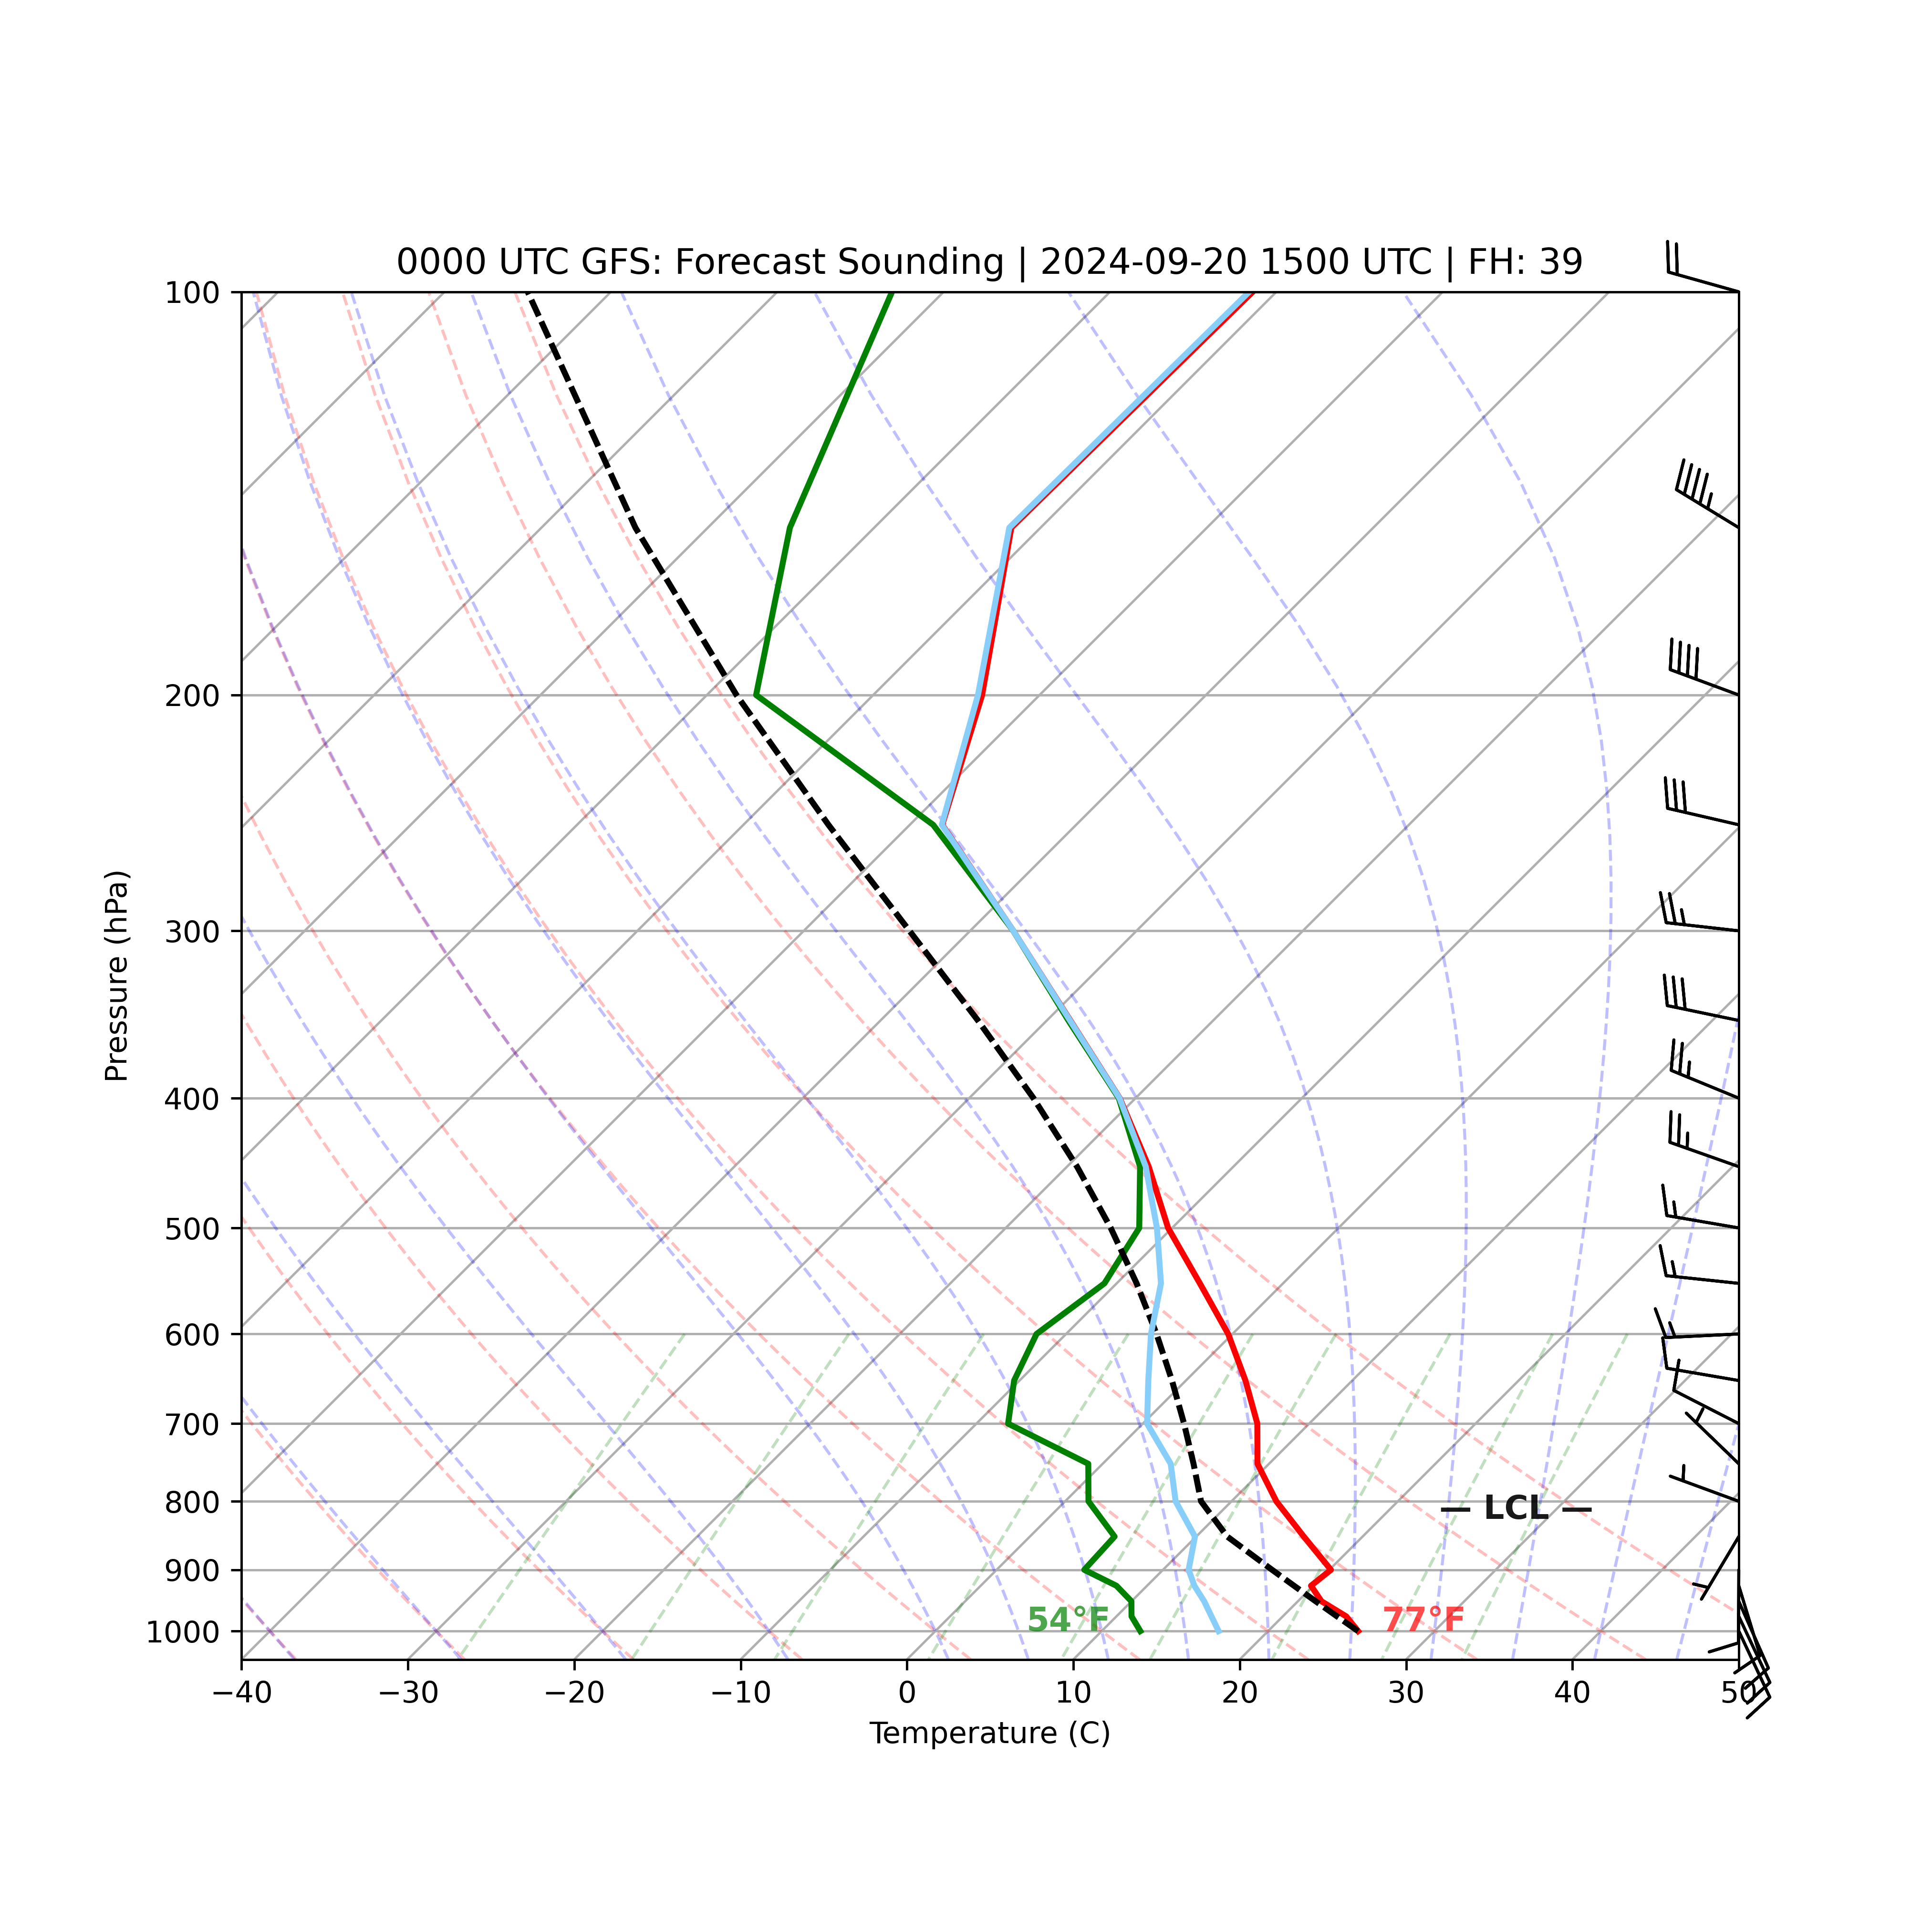 0000 UTC GFS: Forecast Sounding | 2024-09-20 1500 UTC | FH: 39
100
200
300
400
500
600
700
800
900
1000
Pressure (hPa)
— LCL —
54°F
77°F
−40 −30 −20 −10 0 10 20 30 40 50
Temperature (C)